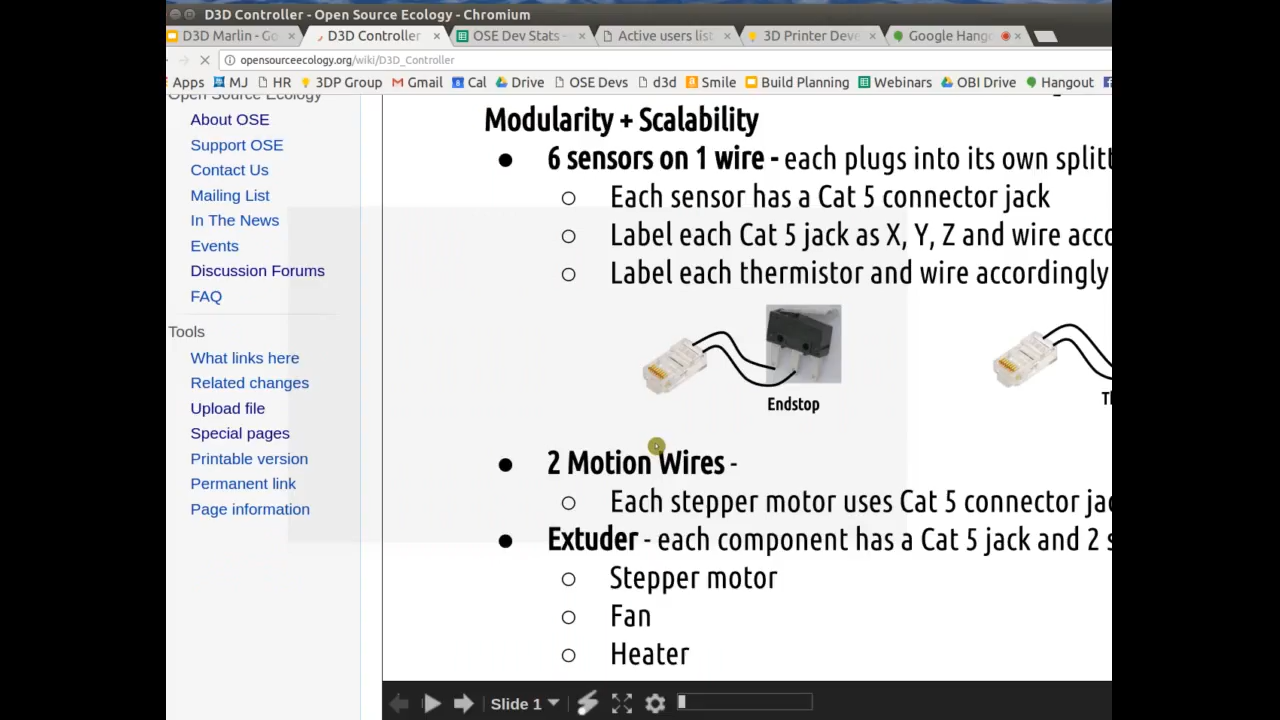 D3D Controller - Open Source Ecology - Chromium
D3D Marlin - Go
D3D Controller
OSE Dev Stats -
Active users list
3D Printer Deve
Google Hang
opensourceecology.org/wiki/D3D_Controller
Apps MJ HR 3DP Group Gmail Cal Drive OSE Devs d3d Smile Build Planning Webinars OBI Drive Hangout
Open Source Ecology
About OSE
Support OSE
Contact Us
Mailing List
In The News
Events
Discussion Forums
FAQ
Tools
What links here
Related changes
Upload file
Special pages
Printable version
Permanent link
Page information
Modularity + Scalability
6 sensors on 1 wire - each plugs into its own splitt
Each sensor has a Cat 5 connector jack
Label each Cat 5 jack as X, Y, Z and wire acco
Label each thermistor and wire accordingly
Endstop
Th
2 Motion Wires -
Each stepper motor uses Cat 5 connector jac
Extuder - each component has a Cat 5 jack and 2 s
Stepper motor
Fan
Heater
Slide 1